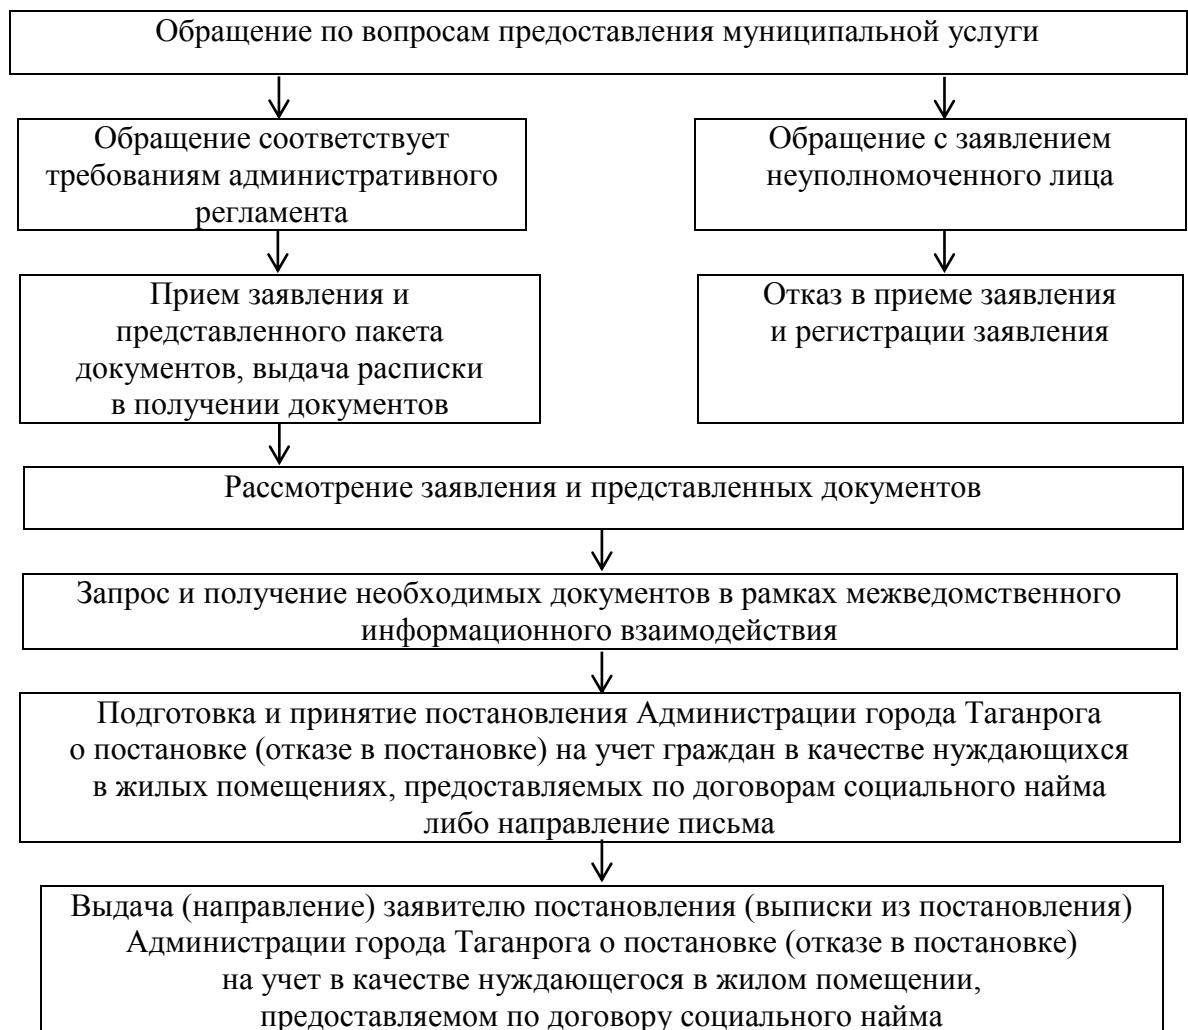 Обращение по вопросам предоставления муниципальной услуги
Обращение соответствует
требованиям административного
регламента
Обращение с заявлением
неуполномоченного лица
Прием заявления и
представленного пакета
документов, выдача расписки
в получении документов
Отказ в приеме заявления
и регистрации заявления
Рассмотрение заявления и представленных документов
Запрос и получение необходимых документов в рамках межведомственного
информационного взаимодействия
Подготовка и принятие постановления Администрации города Таганрога
о постановке (отказе в постановке) на учет граждан в качестве нуждающихся
в жилых помещениях, предоставляемых по договорам социального найма
либо направление письма
Выдача (направление) заявителю постановления (выписки из постановления)
Администрации города Таганрога о постановке (отказе в постановке)
на учет в качестве нуждающегося в жилом помещении,
предоставляемом по договору социального найма